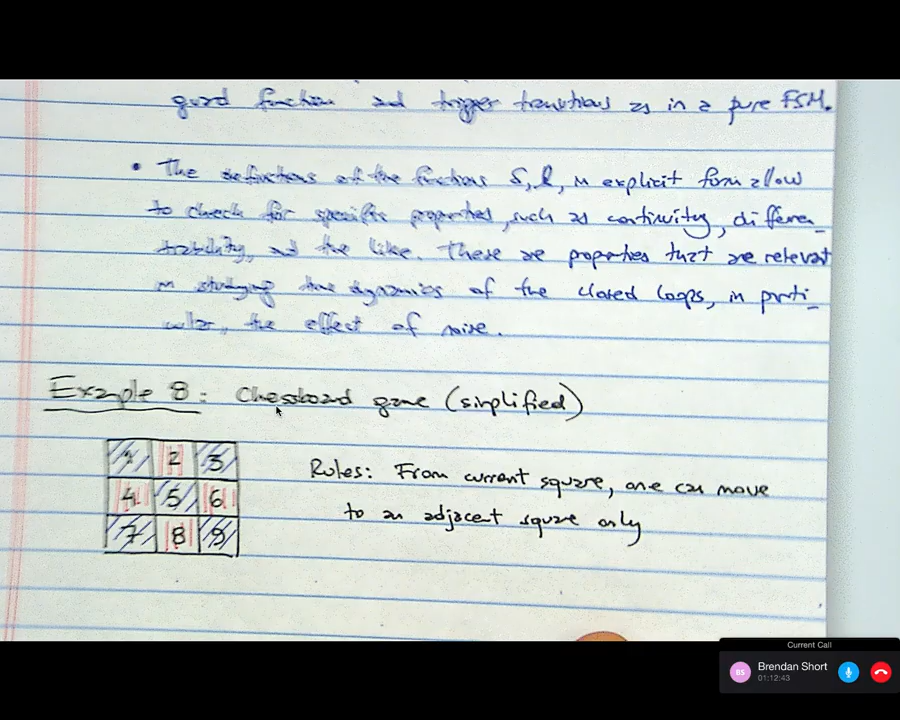 guard function and trigger transitions as in a pure FSM.
• The definitions of the functions δ, l, in explicit form allow
to check for specific properties, such as continuity, differen-
tiability, and the like. These are properties that are relevant
in studying the dynamics of the closed loops, in parti-
cular, the effect of noise.
Example 8: Chessboard game (simplified)
1 2 3
4 5 6
7 8 9
Rules: From current square, one can move
to an adjacent square only
Current Call
BS
Brendan Short
01:12:43